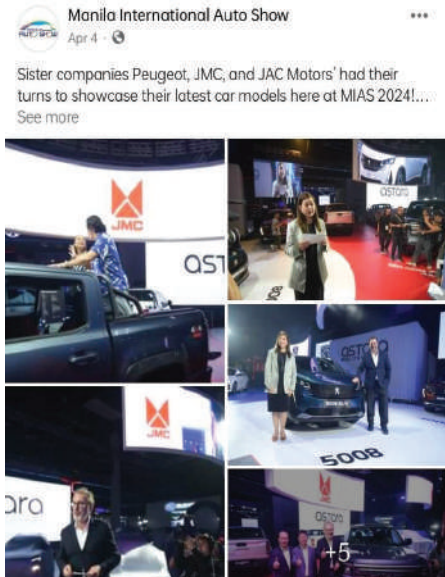 Manila International Auto Show
Apr 4 ·
Sister companies Peugeot, JMC, and JAC Motors' had their
turns to showcase their latest car models here at MIAS 2024!...
See more
JMC
AST
astara
astara
5008
JMC
ara
JMC
astara
+5